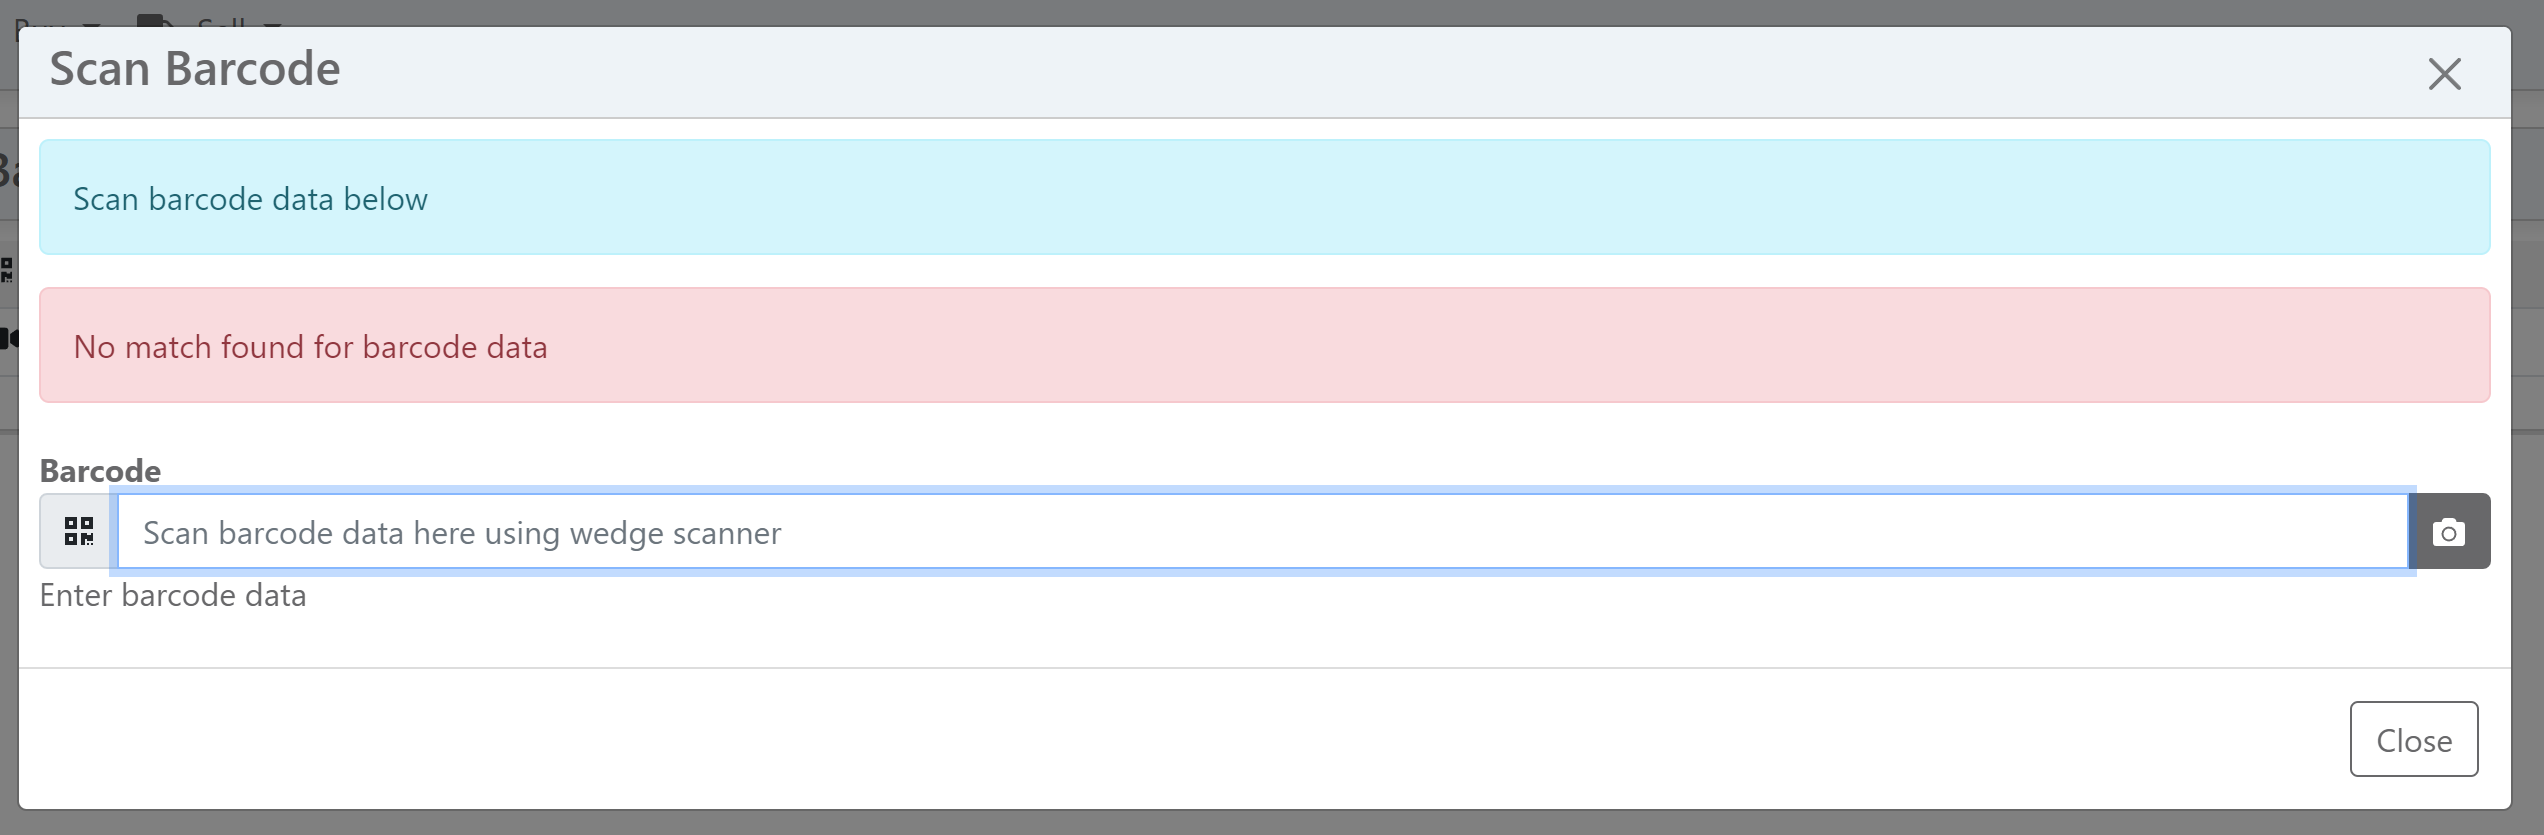 Scan Barcode
Scan barcode data below
No match found for barcode data
Barcode
Scan barcode data here using wedge scanner
Enter barcode data
Close